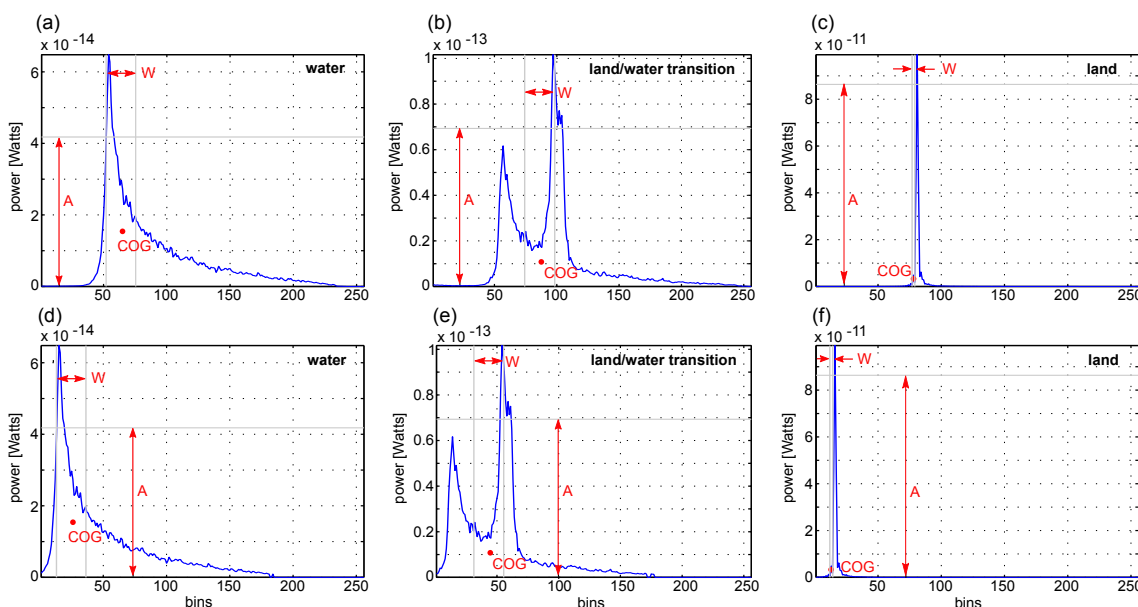 (a) (b) (c)
x 10 -14 x 10 -13 x 10 -11
water land/water transition land
6 4 2 0
1 0.8 0.6 0.4 0.2 0
8 6 4 2 0
power [Watts] power [Watts] power [Watts]
W W W
A A A
COG COG COG
50 100 150 200 250 50 100 150 200 250 50 100 150 200 250
(d) (e) (f)
x 10 -14 x 10 -13 x 10 -11
water land/water transition land
6 4 2 0
1 0.8 0.6 0.4 0.2 0
8 6 4 2 0
power [Watts] power [Watts] power [Watts]
W W W
A A A
COG COG COG
50 100 150 200 250 50 100 150 200 250 50 100 150 200 250
bins bins bins